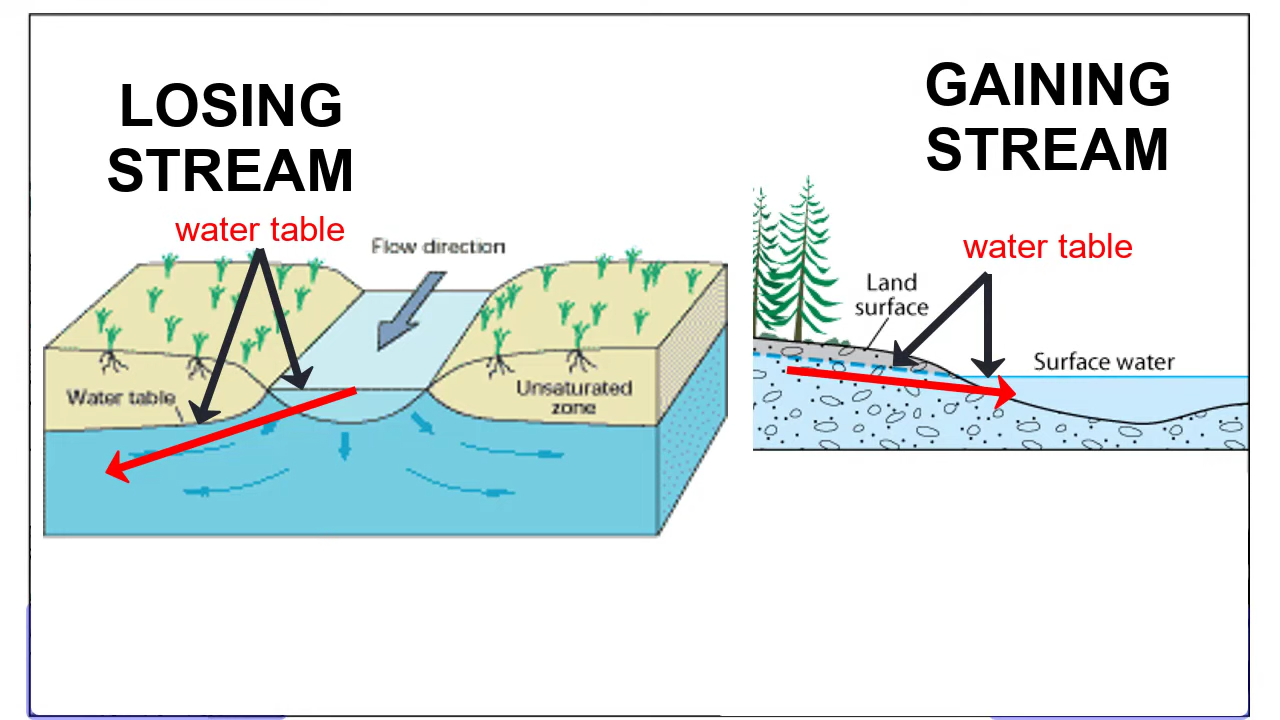 LOSING
STREAM
water table
Flow direction
Water table
Unsaturated
zone
GAINING
STREAM
water table
Land
surface
Surface water